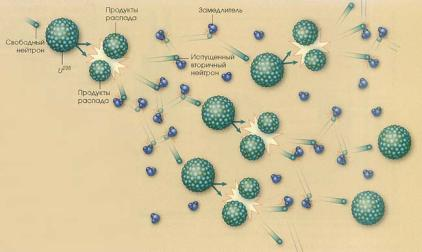 Продукты
распада
Замедлитель
Свободный
нейтрон
Испущенный
вторичный
нейтрон
U²³⁵
Продукты
распада